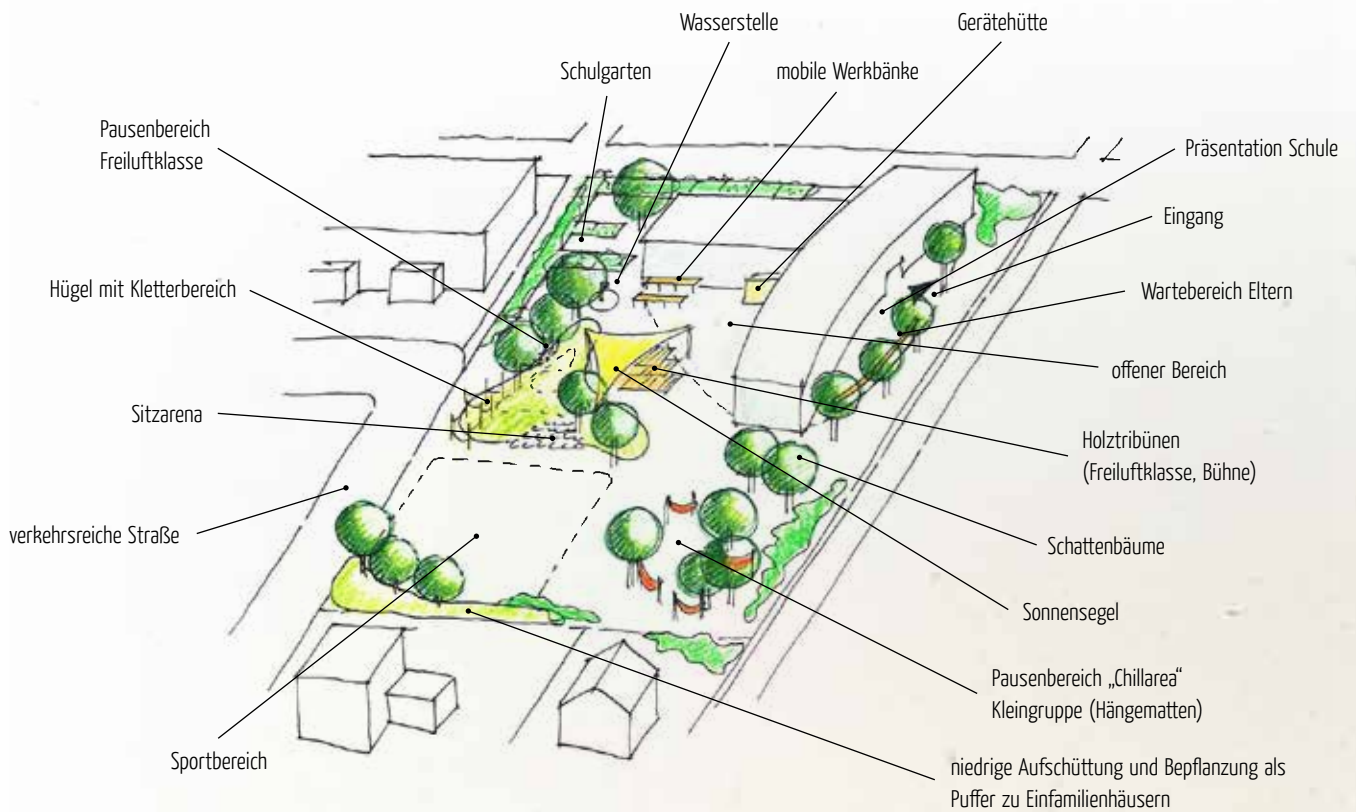 Wasserstelle
Gerätehütte
Schulgarten
mobile Werkbänke
Pausenbereich
Freiluftklasse
Präsentation Schule
Eingang
Hügel mit Kletterbereich
Wartebereich Eltern
offener Bereich
Sitzarena
Holztribünen
(Freiluftklasse, Bühne)
verkehrsreiche Straße
Schattenbäume
Sonnensegel
Pausenbereich „Chillarea“
Kleingruppe (Hängematten)
Sportbereich
niedrige Aufschüttung und Bepflanzung als
Puffer zu Einfamilienhäusern